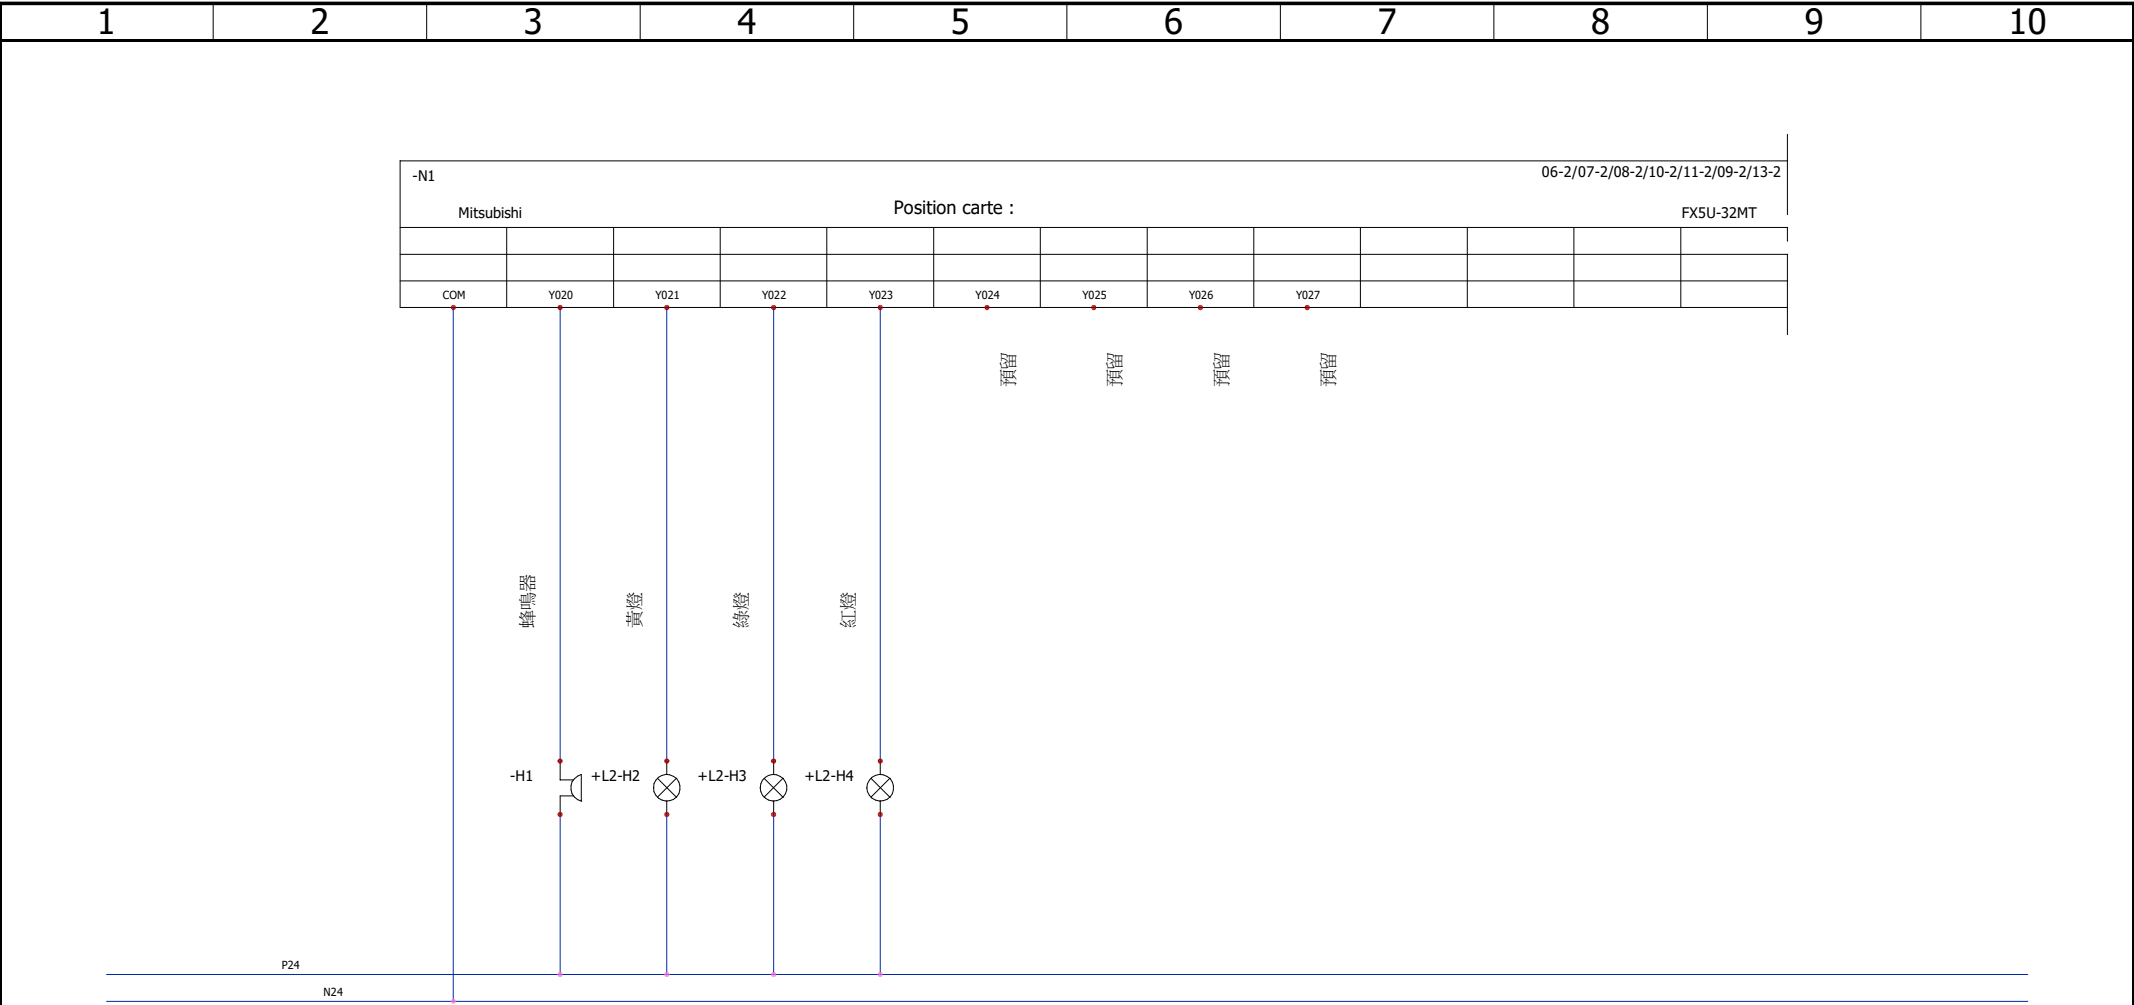 1 2 3 4 5 6 7 8 9 10
-N1 06-2/07-2/08-2/10-2/11-2/09-2/13-2
Mitsubishi Position carte : FX5U-32MT
COM Y020 Y021 Y022 Y023 Y024 Y025 Y026 Y027
預留 預留 預留 預留
蜂鳴器 黃燈 綠燈 紅燈
-H1 +L2-H2 +L2-H3 +L2-H4
P24
N24